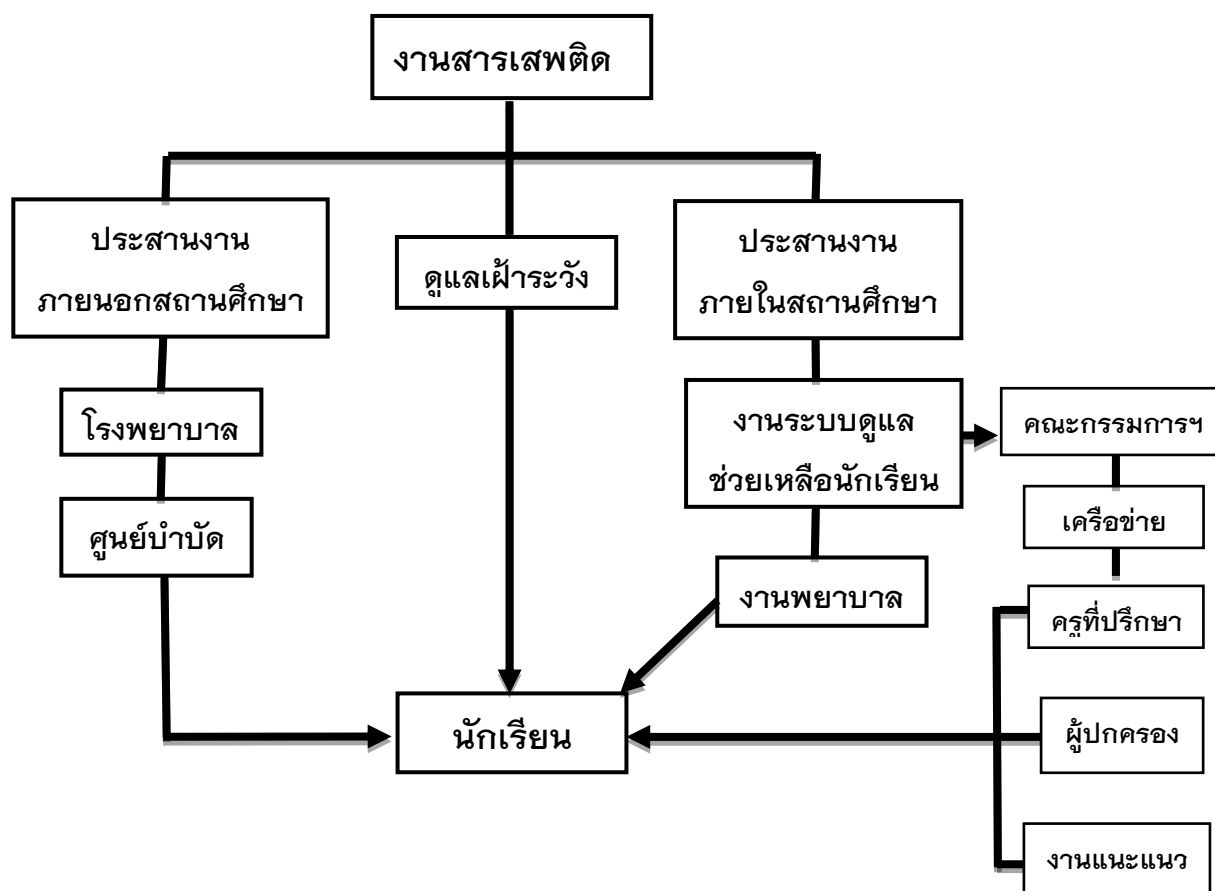 งานสารเสพติด
ประสานงาน
ภายนอกสถานศึกษา
ดูแลเฝ้าระวัง
ประสานงาน
ภายในสถานศึกษา
โรงพยาบาล
งานระบบดูแล
ช่วยเหลือนักเรียน
คณะกรรมการฯ
ศูนย์บำบัด
เครือข่าย
งานพยาบาล
ครูที่ปรึกษา
นักเรียน
ผู้ปกครอง
งานแนะแนว